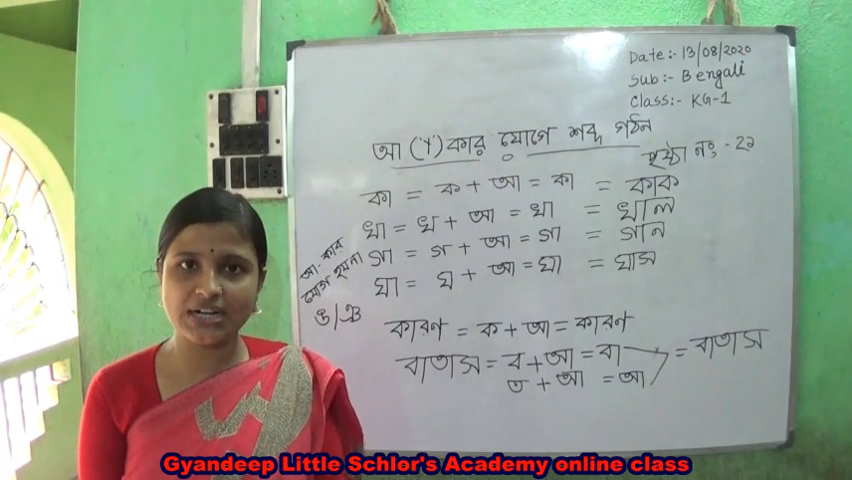 Date:- 13/08/2020
Sub:- Bengali
Class:- KG-1
আ (া) কার যোগে শব্দ গঠন
পৃষ্ঠা নং - ২২
কা = ক + আ = কা = কাক
খা = খ + আ = খা = খাল
গা = গ + আ = গা = গান
ঘা = ঘ + আ = ঘা = ঘাস
আ-কার
যোগ হয়না
ঙ/ঞ
কারণ = ক + আ = কারণ
বাতাস = ব + আ = বা = বাতাস
ত + আ = আ
Gyandeep Little Schlor's Academy online class